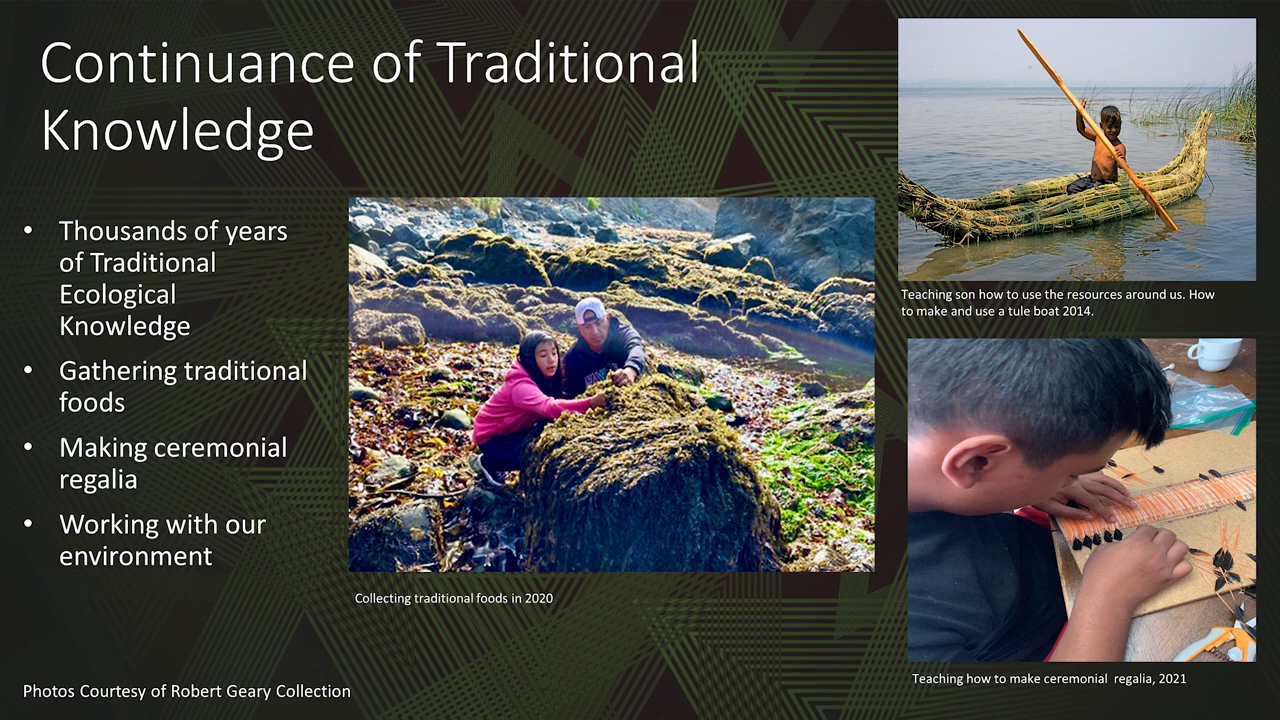 Continuance of Traditional
Knowledge
• Thousands of years
of Traditional
Ecological
Knowledge
• Gathering traditional
foods
• Making ceremonial
regalia
• Working with our
environment
Collecting traditional foods in 2020
Teaching son how to use the resources around us. How
to make and use a tule boat 2014.
Teaching how to make ceremonial  regalia, 2021
Photos Courtesy of Robert Geary Collection